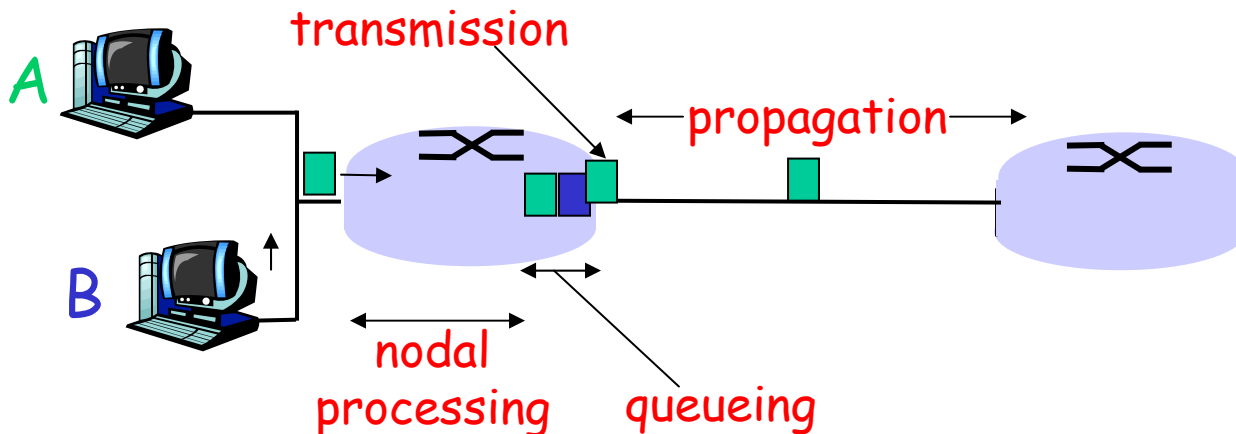 transmission
A
propagation
B
nodal
processing
queueing